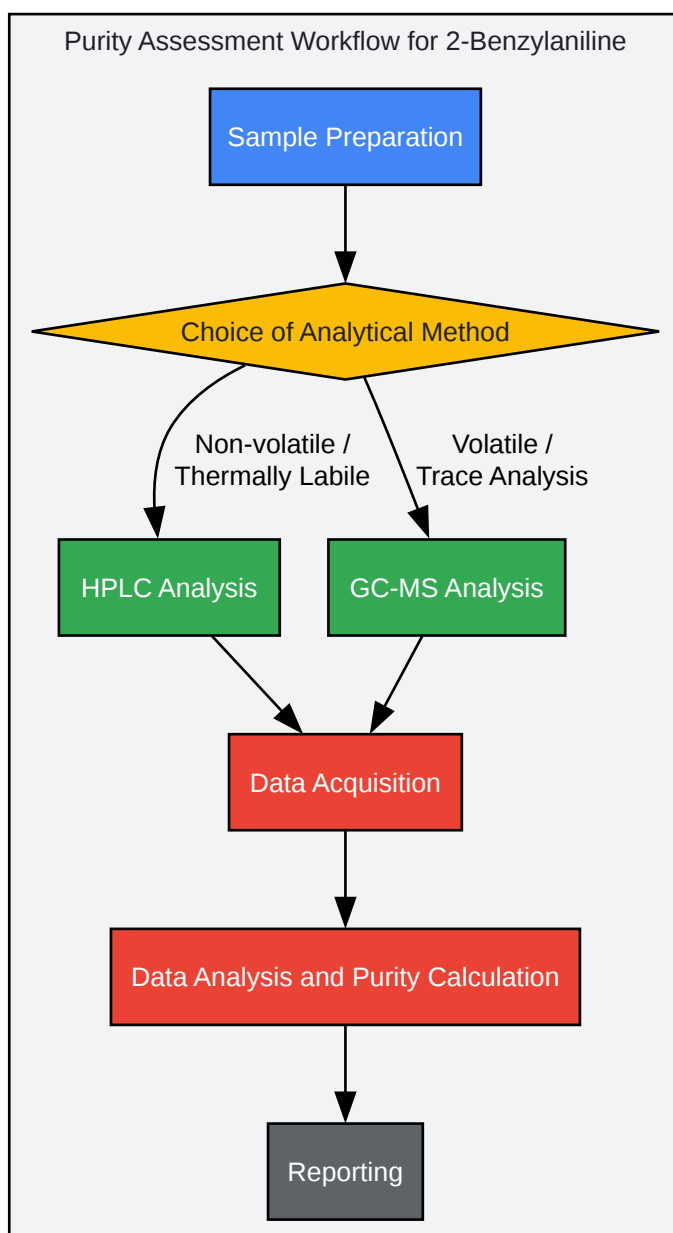 Purity Assessment Workflow for 2-Benzylaniline
Sample Preparation
Choice of Analytical Method
Non-volatile /
Thermally Labile
Volatile /
Trace Analysis
HPLC Analysis
GC-MS Analysis
Data Acquisition
Data Analysis and Purity Calculation
Reporting